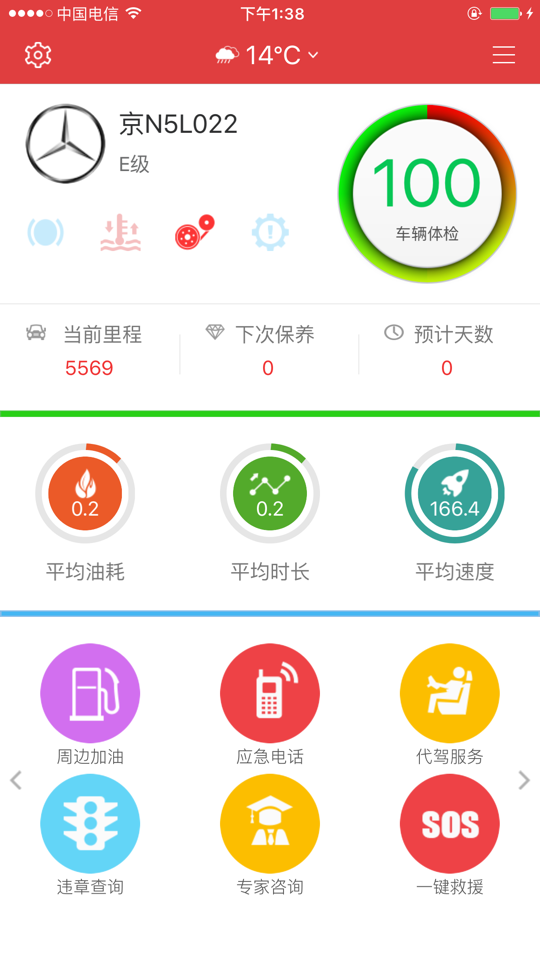 中国电信
下午1:38
14℃
京N5L022
E级
100
车辆体检
当前里程
下次保养
预计天数
5569
0
0
0.2
0.2
166.4
平均油耗
平均时长
平均速度
周边加油
应急电话
代驾服务
SOS
违章查询
专家咨询
一键救援